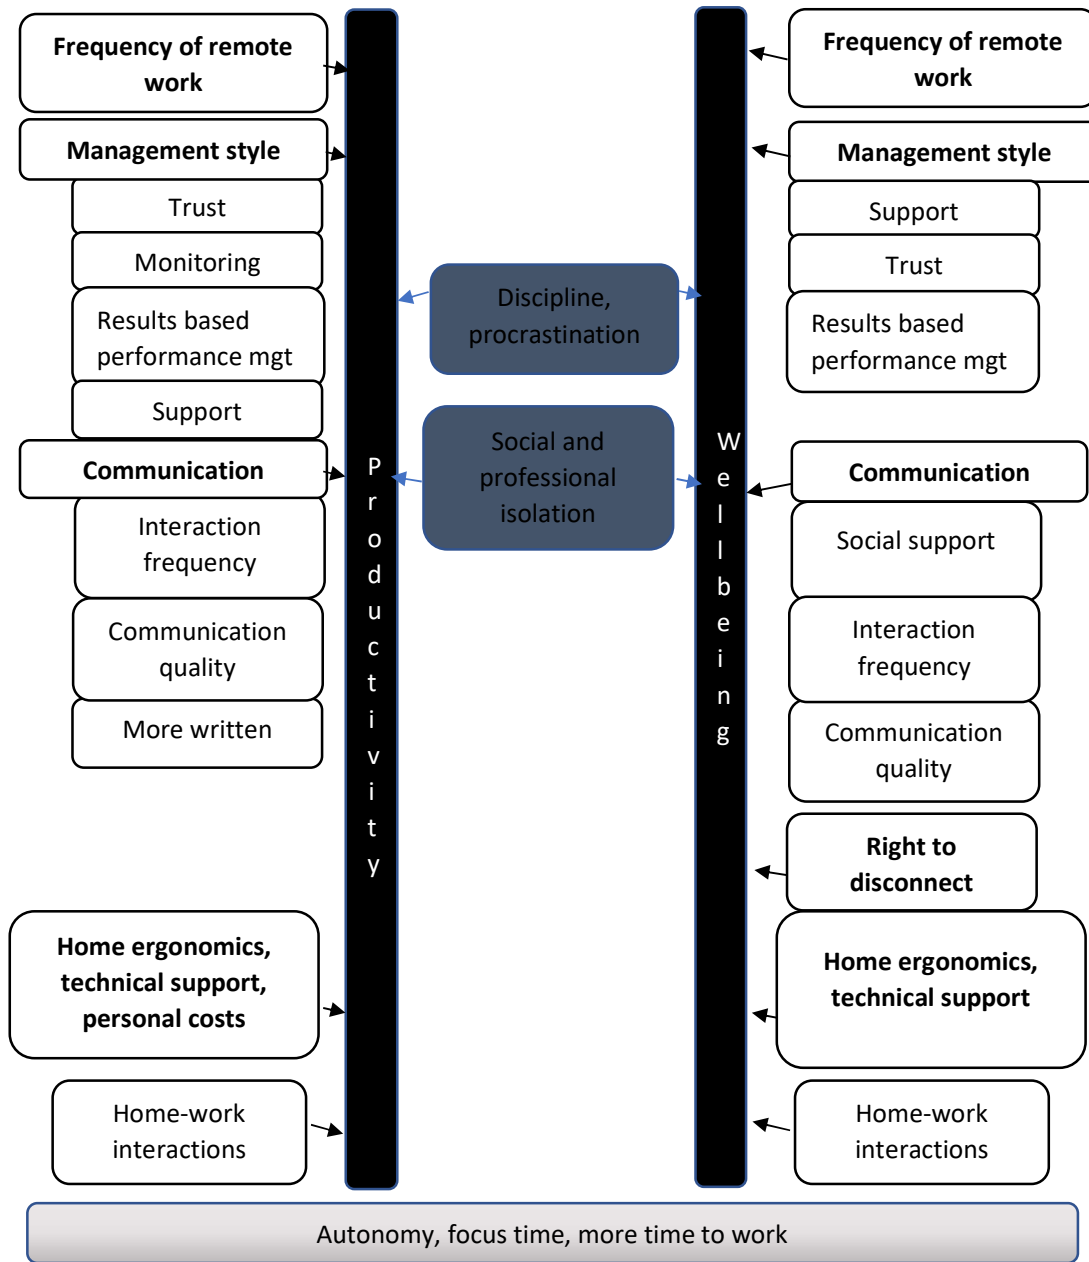 Frequency of remote
work
Management style
Trust
Monitoring
Results based
performance mgt
Support
Communication
Interaction
frequency
Communication
quality
More written
Home ergonomics,
technical support,
personal costs
Home-work
interactions
Productivity
Discipline,
procrastination
Social and
professional
isolation
Wellbeing
Frequency of remote
work
Management style
Support
Trust
Results based
performance mgt
Communication
Social support
Interaction
frequency
Communication
quality
Right to
disconnect
Home ergonomics,
technical support
Home-work
interactions
Autonomy, focus time, more time to work